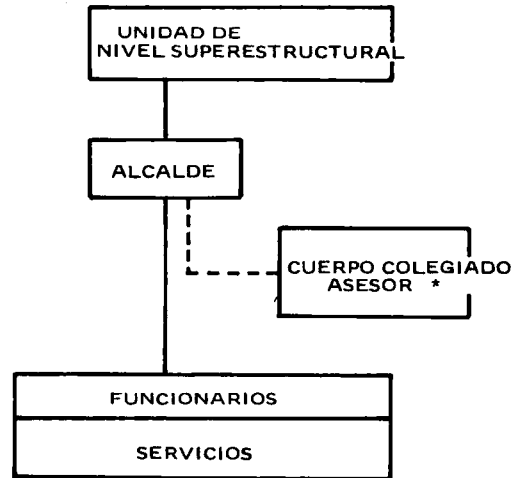 UNIDAD DE
NIVEL SUPERESTRUCTURAL
ALCALDE
CUERPO COLEGIADO
ASESOR *
FUNCIONARIOS
SERVICIOS